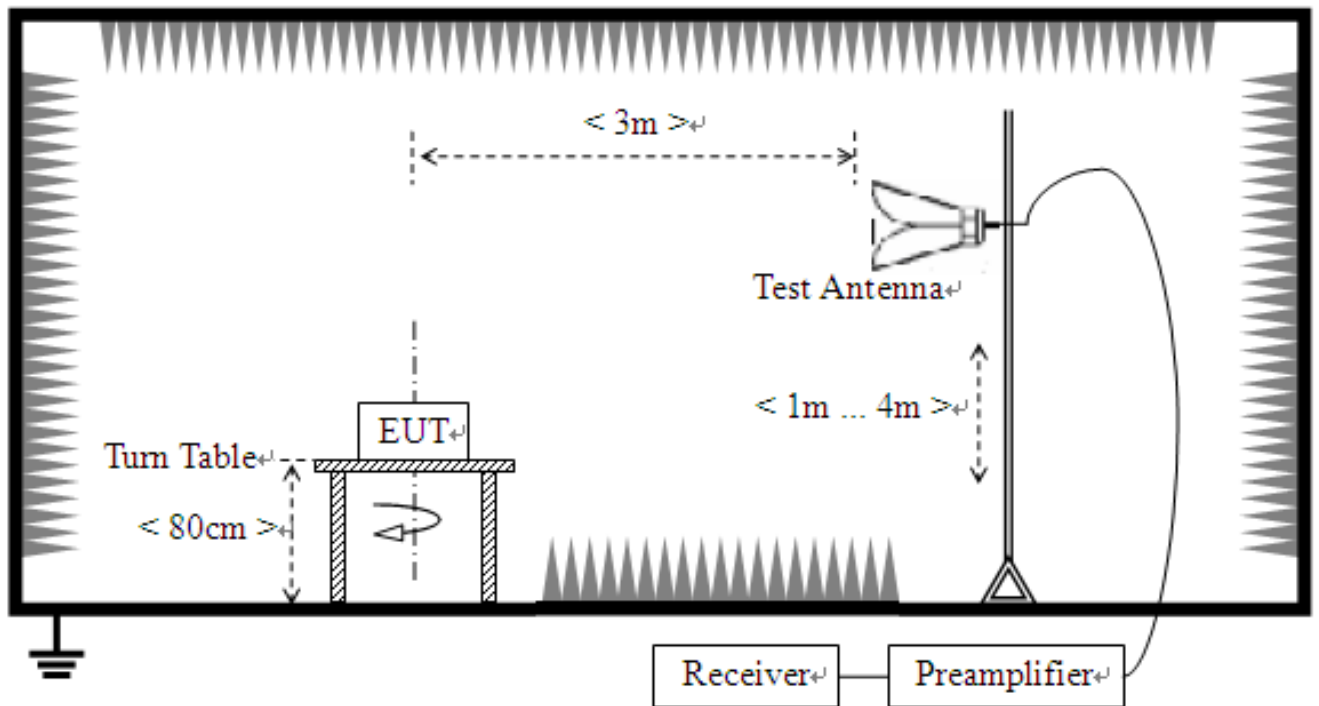 < 3m >↵
Test Antenna↵
< 1m ... 4m >↵
EUT↵
Turn Table↵
< 80cm >↵
Receiver↵
Preamplifier↵